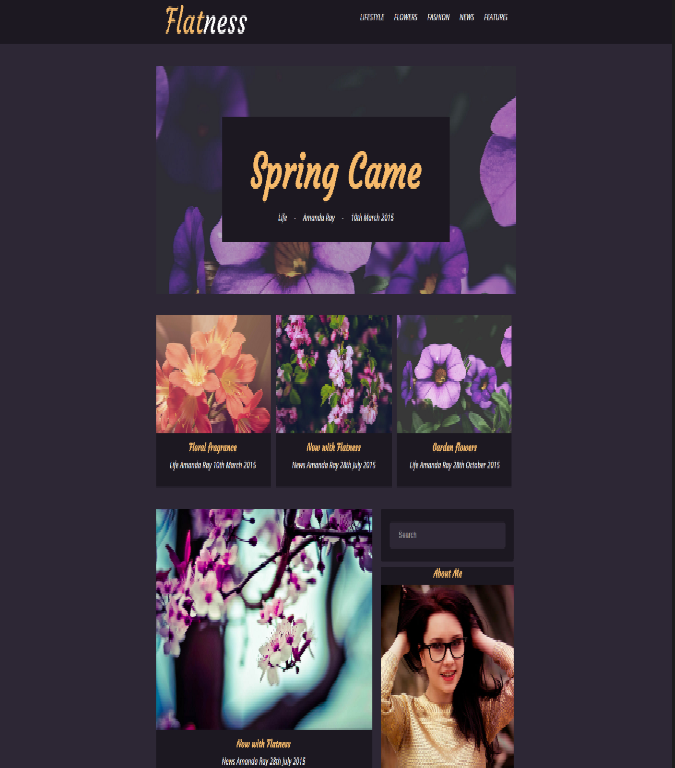 Flatness
LIFESTYLE FLOWERS FASHION NEWS FEATURES
Spring Came
Life - Amanda Ray - 10th March 2015
Floral fragrance
Life Amanda Ray 10th March 2015
Now with Flatness
News Amanda Ray 28th July 2015
Garden flowers
Life Amanda Ray 28th October 2015
Search
About Me
Now with Flatness
News Amanda Ray 28th July 2015